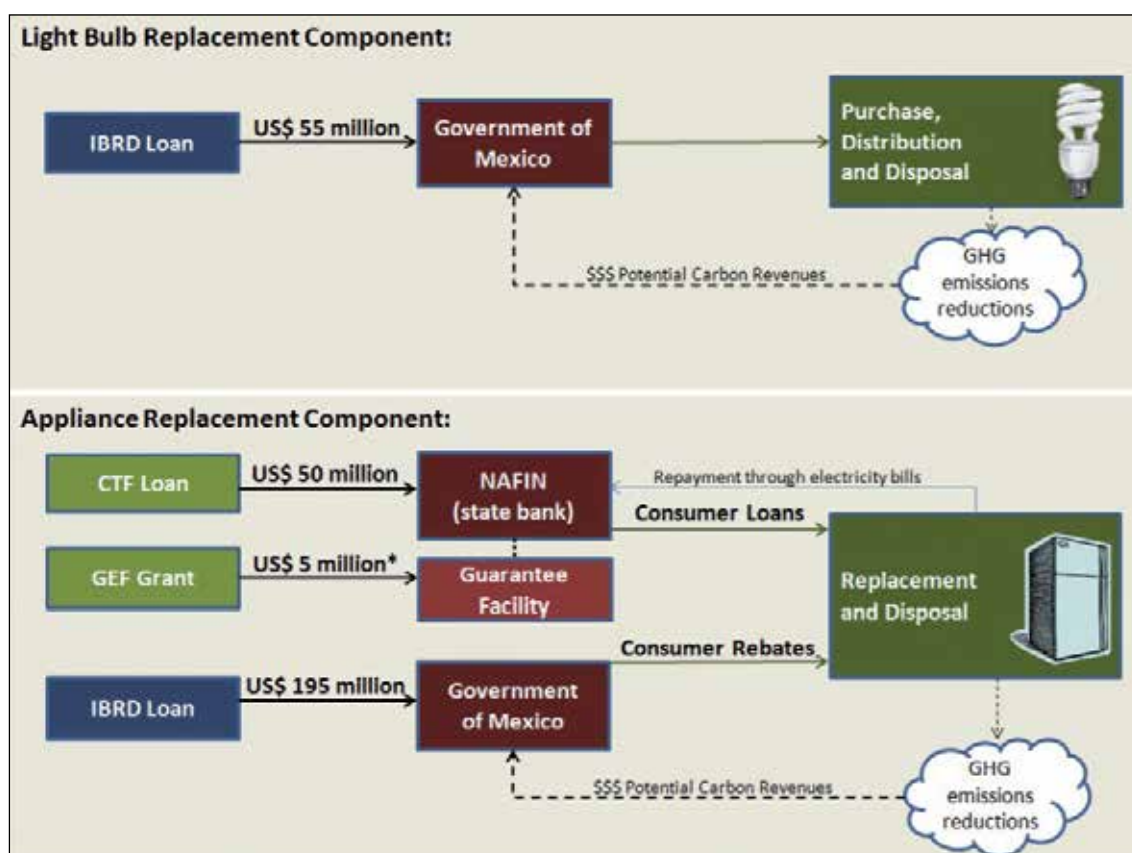 Light Bulb Replacement Component:
IBRD Loan
US$ 55 million
Government of
Mexico
Purchase,
Distribution
and Disposal
$$$ Potential Carbon Revenues
GHG
emissions
reductions
Appliance Replacement Component:
CTF Loan
US$ 50 million
NAFIN
(state bank)
Repayment through electricity bills
Consumer Loans
GEF Grant
US$ 5 million*
Guarantee
Facility
Replacement
and Disposal
Consumer Rebates
IBRD Loan
US$ 195 million
Government
of Mexico
$$$ Potential Carbon Revenues
GHG
emissions
reductions